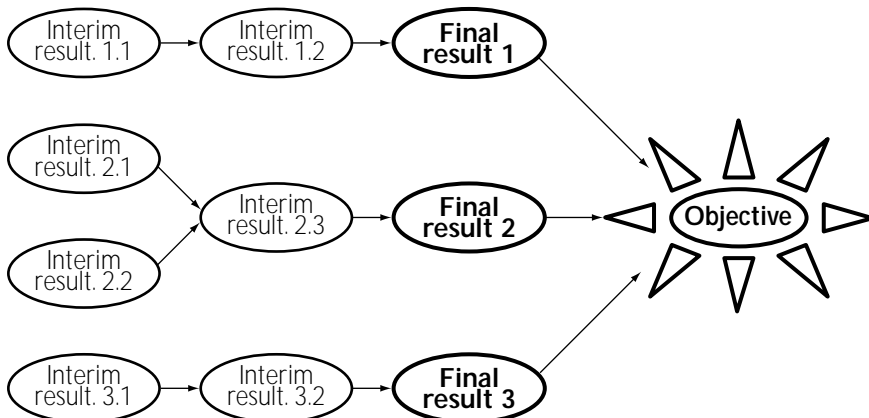 Interim
result. 1.1
Interim
result. 1.2
Final
result 1
Interim
result. 2.1
Interim
result. 2.3
Final
result 2
Objective
Interim
result. 2.2
Interim
result. 3.1
Interim
result. 3.2
Final
result 3